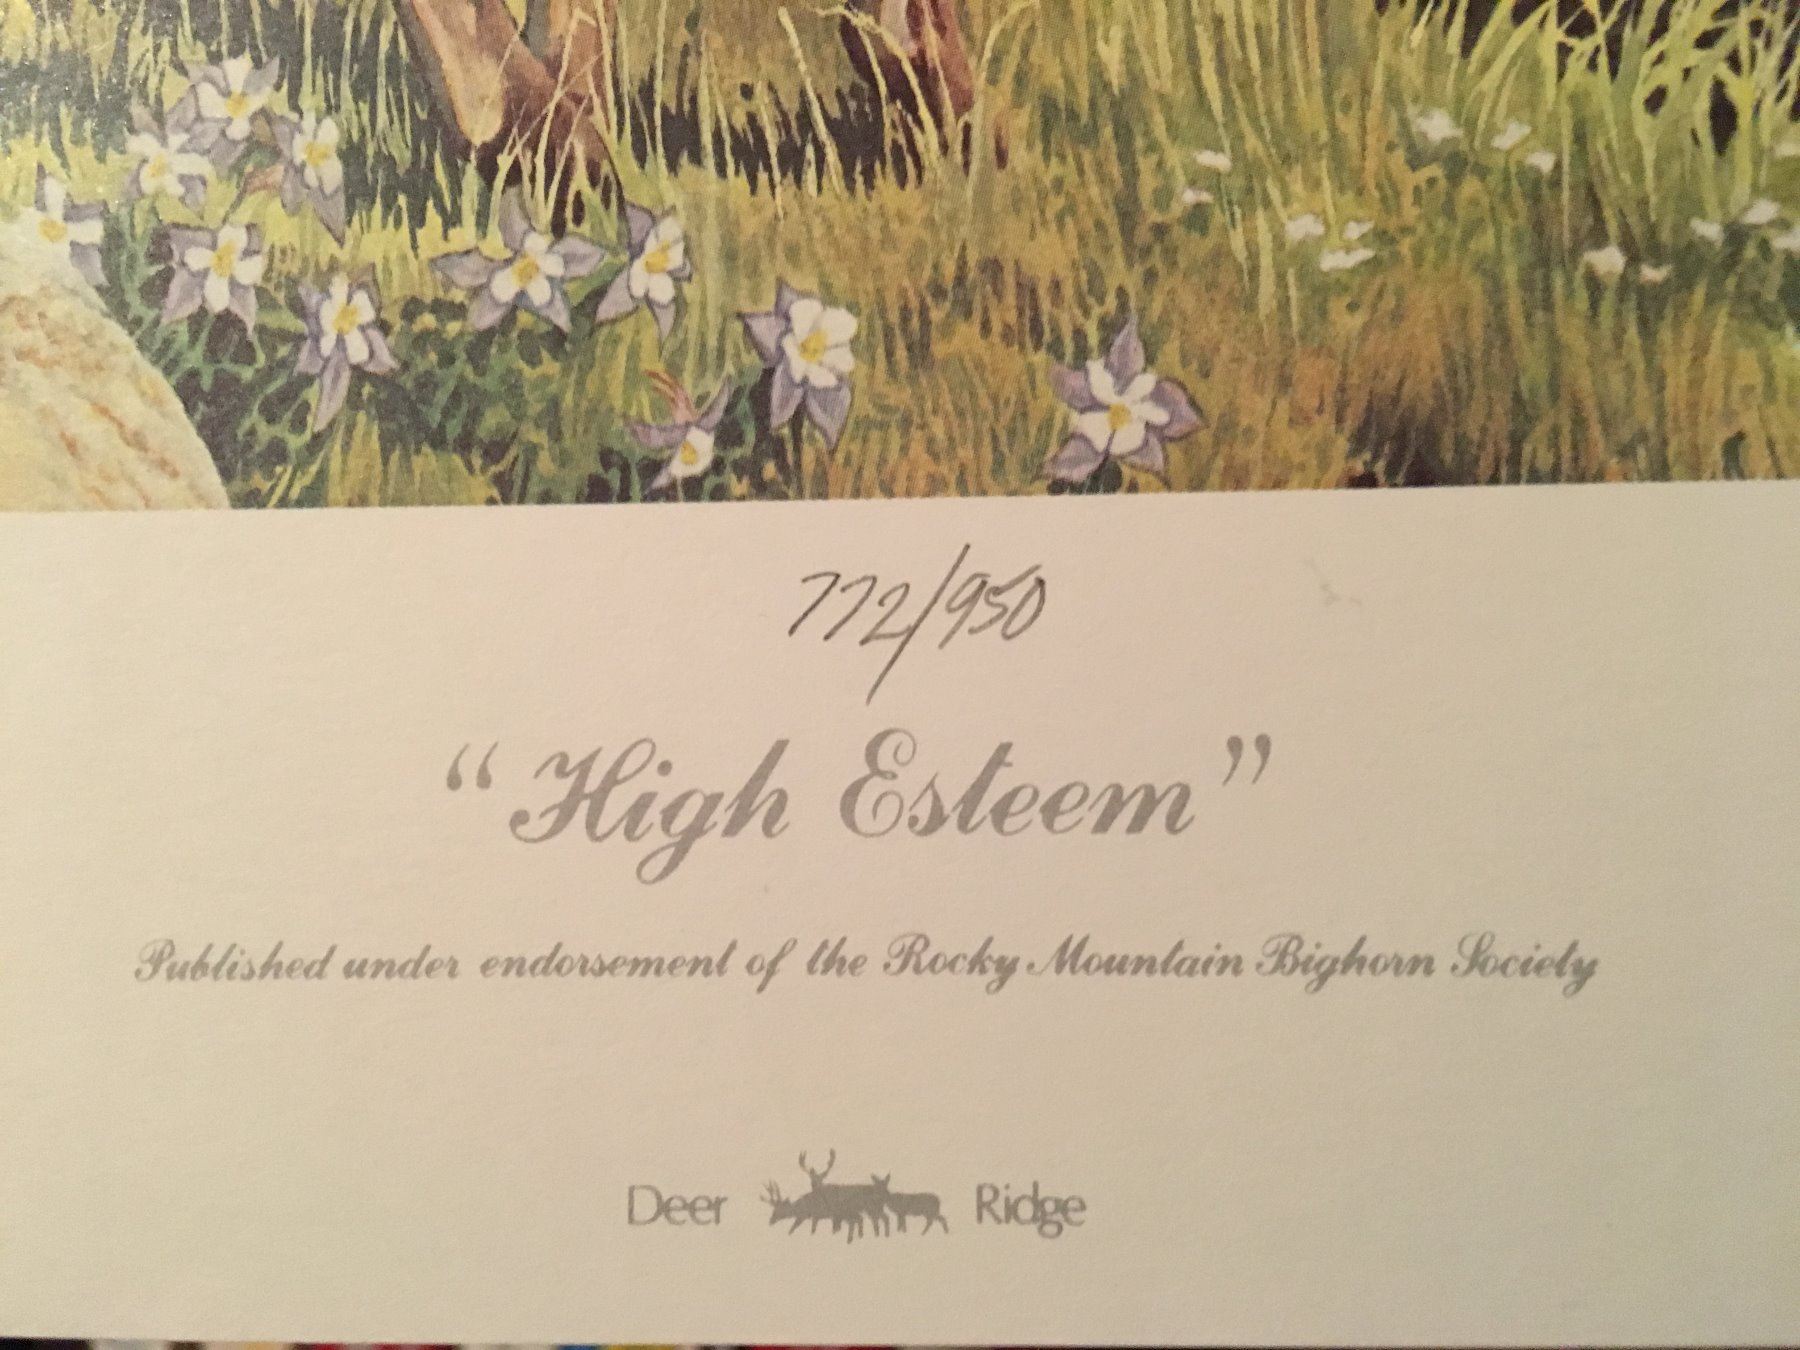 772/950
"High Esteem"
Published under endorsement of the Rocky Mountain Bighorn Society
Deer Ridge